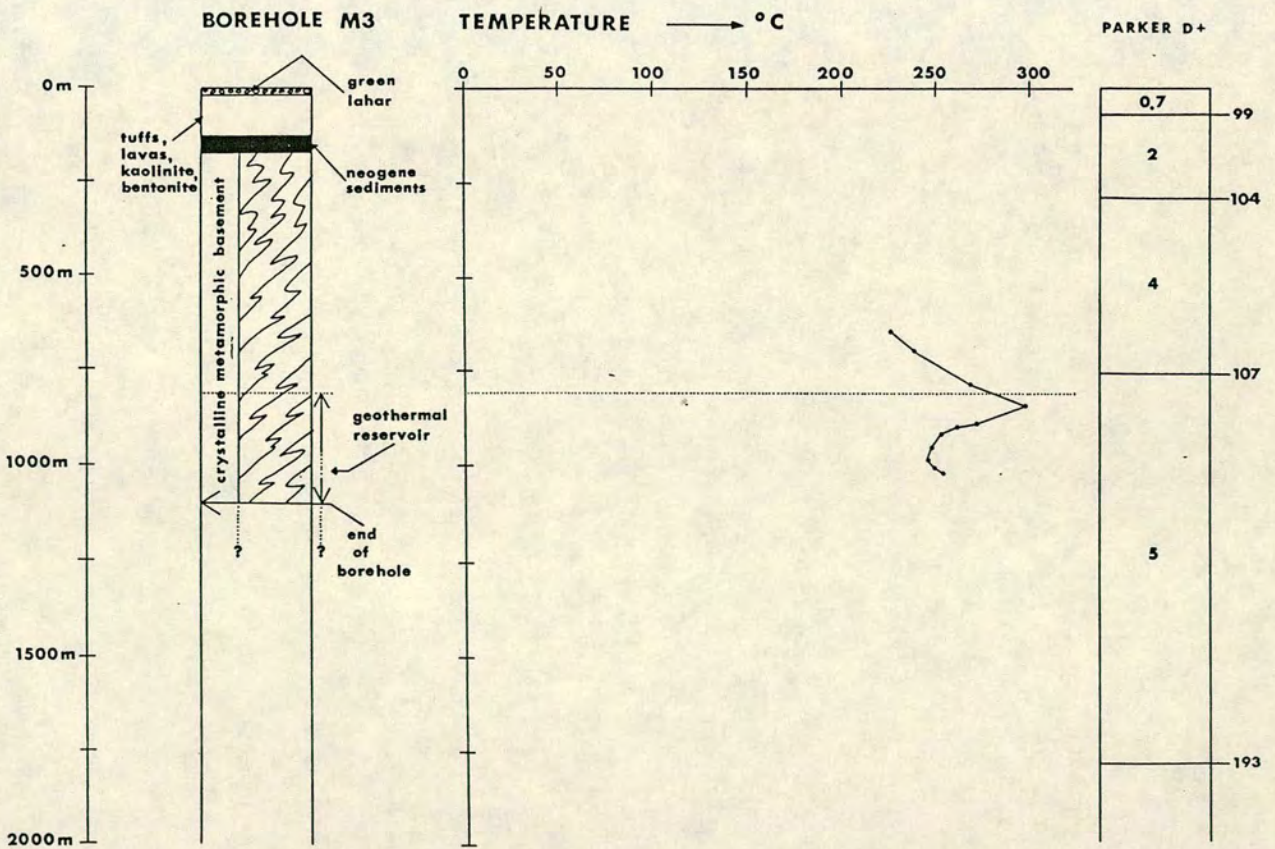 BOREHOLE M3
TEMPERATURE °C
PARKER D+
0 50 100 150 200 250 300
0m
500m
1000m
1500m
2000m
green
lahar
tuffs,
lavas,
kaolinite,
bentonite
neogene
sediments
crystalline metamorphic basement
geothermal
reservoir
end
of
borehole
?
?
0.7
99
2
104
4
107
5
193